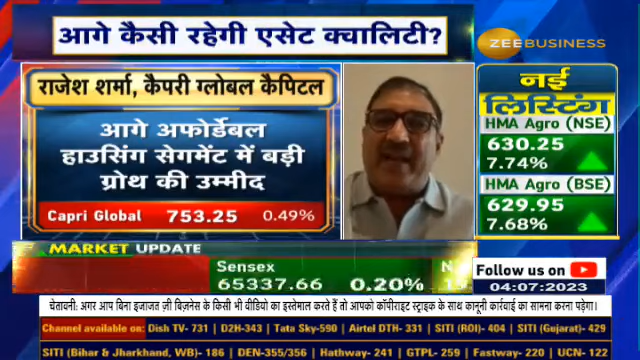 आगे कैसी रहेगी एसेट क्वालिटी?
ZEEBUSINESS
राजेश शर्मा, कैपरी ग्लोबल कैपिटल
आगे अफोर्डेबल
हाउसिंग सेगमेंट में बड़ी
ग्रोथ की उम्मीद
Capri Global 753.25 0.49%
नई
लिस्टिंग
HMA Agro (NSE)
630.25
7.74%
HMA Agro (BSE)
629.95
7.68%
MARKET UPDATE
Sensex
65337.66 0.20%
Follow us on
04:07:2023
चेतावनी: अगर आप बिना इजाजत ज़ी बिज़नेस के किसी भी वीडियो का इस्तेमाल करते हैं तो आपको कॉपीराइट स्ट्राइक के साथ कानूनी कार्रवाई का सामना करना पड़ेगा।
Channel available on: Dish TV- 731 | D2H-343 | Tata Sky-590 | Airtel DTH- 331 | SITI (ROI) - 404 | SITI (Gujarat) - 429
SITI (Bihar & Jharkhand, WB)- 186 | DEN-355/356 | Hathway- 241 | GTPL- 259 | Fastway- 220 | UCN- 122